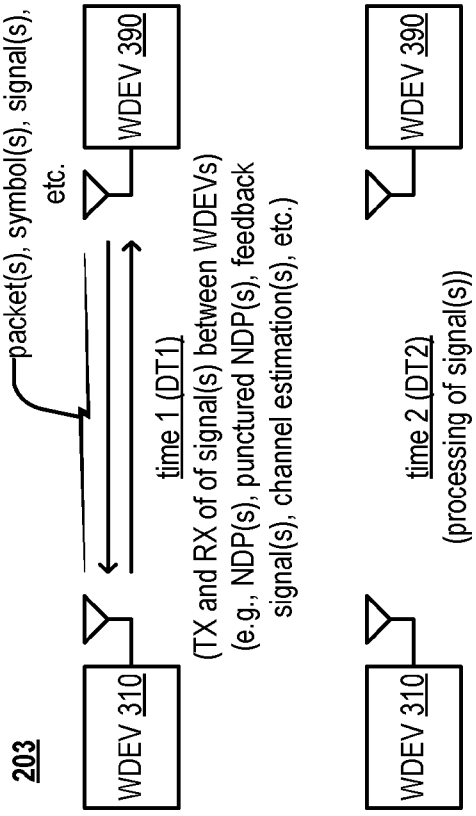 203
packet(s), symbol(s), signal(s),
etc.
WDEV 310
WDEV 390
time 1 (DT1)
(TX and RX of of signal(s) between WDEVs)
(e.g., NDP(s), punctured NDP(s), feedback
signal(s), channel estimation(s), etc.)
WDEV 310
WDEV 390
time 2 (DT2)
(processing of signal(s))